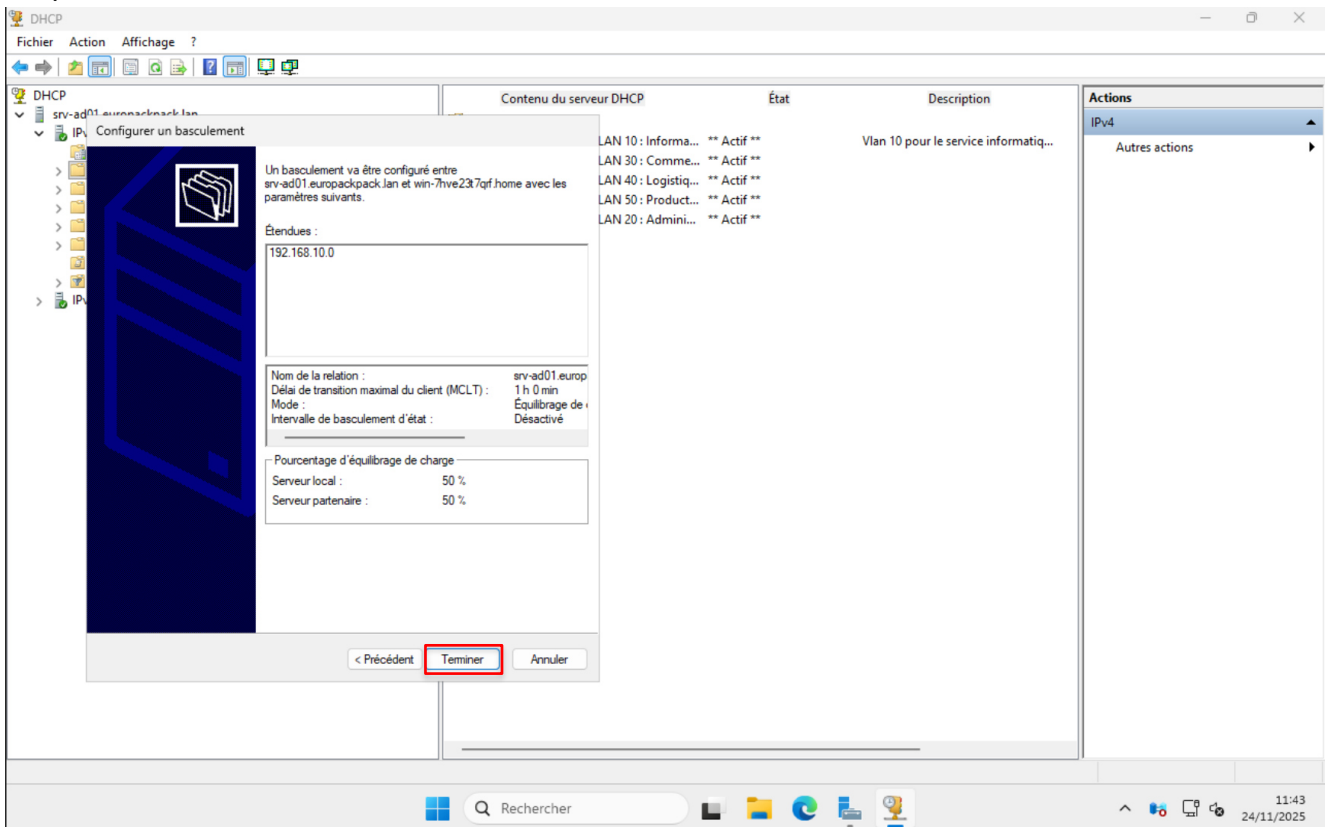 DHCP
Fichier Action Affichage ?
DHCP
srv-ad01.europackpack.lan
Contenu du serveur DHCP État Description
LAN 10 : Informa... ** Actif ** Vlan 10 pour le service informatiq...
LAN 30 : Comme... ** Actif **
LAN 40 : Logistiq... ** Actif **
LAN 50 : Product... ** Actif **
LAN 20 : Admini... ** Actif **
Actions
IPv4
Autres actions
Configurer un basculement
Un basculement va être configuré entre
srv-ad01.europackpack.lan et win-7hve23t7qrf.home avec les
paramètres suivants.
Étendues :
192.168.10.0
Nom de la relation : srv-ad01.europ
Délai de transition maximal du client (MCLT) : 1 h 0 min
Mode : Équilibrage de
Intervalle de basculement d'état : Désactivé
Pourcentage d'équilibrage de charge
Serveur local : 50 %
Serveur partenaire : 50 %
< Précédent Terminer Annuler
Rechercher
11:43
24/11/2025